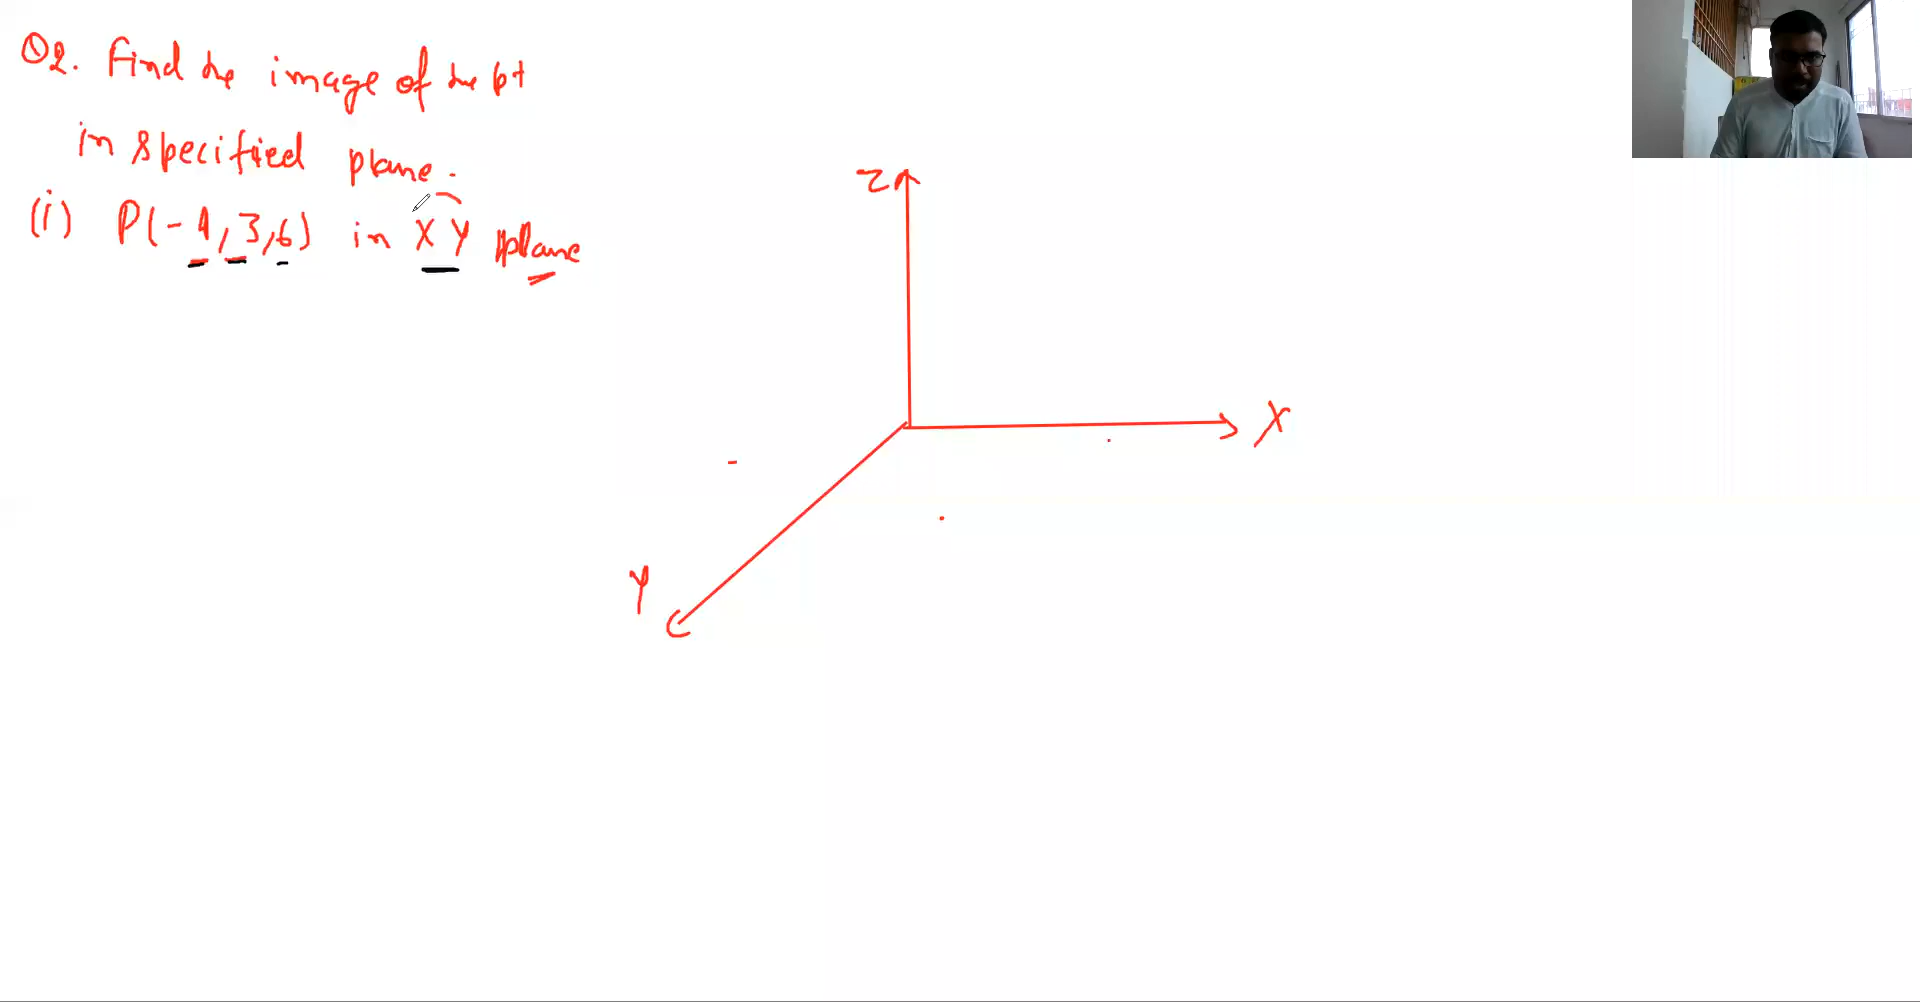 Q2. Find the image of the pt
in specified plane.
(i) P(-4, 3, 6) in XY plane
Z
X
Y